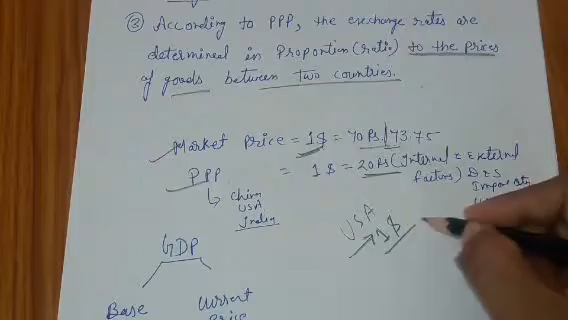 ③ According to PPP, the exchange rates are
determined in Proportion (ratio) to the prices
of goods between two countries.
Market Price = 1$ = 70 Rs. / 73.75
PPP = 1$ = 20 Rs (Internal & External
factors) D & S
China
USA
India
USA
1$
GDP
Base
Current
Price